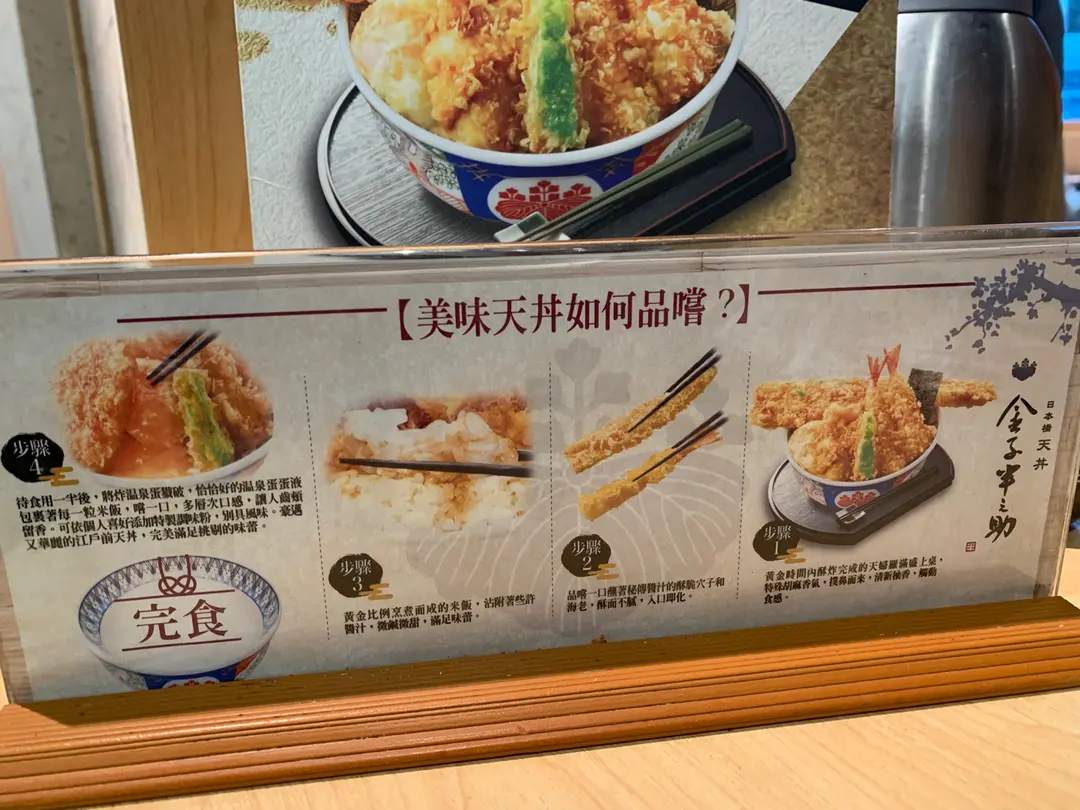 【美味天丼如何品嚐？】
日本橋 天丼
金子半之助
步驟
1
黃金時間內酥炸完成的天婦羅滿盛上桌，
特殊胡麻香氣，撲鼻而來，清新柚香，觸動
食感。
步驟
2
品嚐一口蘸著秘傳醬汁的酥脆穴子和
海老，酥而不膩，入口即化。
步驟
3
黃金比例烹煮而成的米飯，沾附著些許
醬汁，微鹹微甜，滿足味蕾。
步驟
4
待食用一半後，將炸溫泉蛋戳破，恰恰好的溫泉蛋蛋液
包裹著每一粒米飯，嚐一口，多層次口感，讓人齒頰
留香。可依個人喜好添加特製調味粉，別具風味。豪邁
又華麗的江戶前天丼，完美滿足挑剔的味蕾。
完食